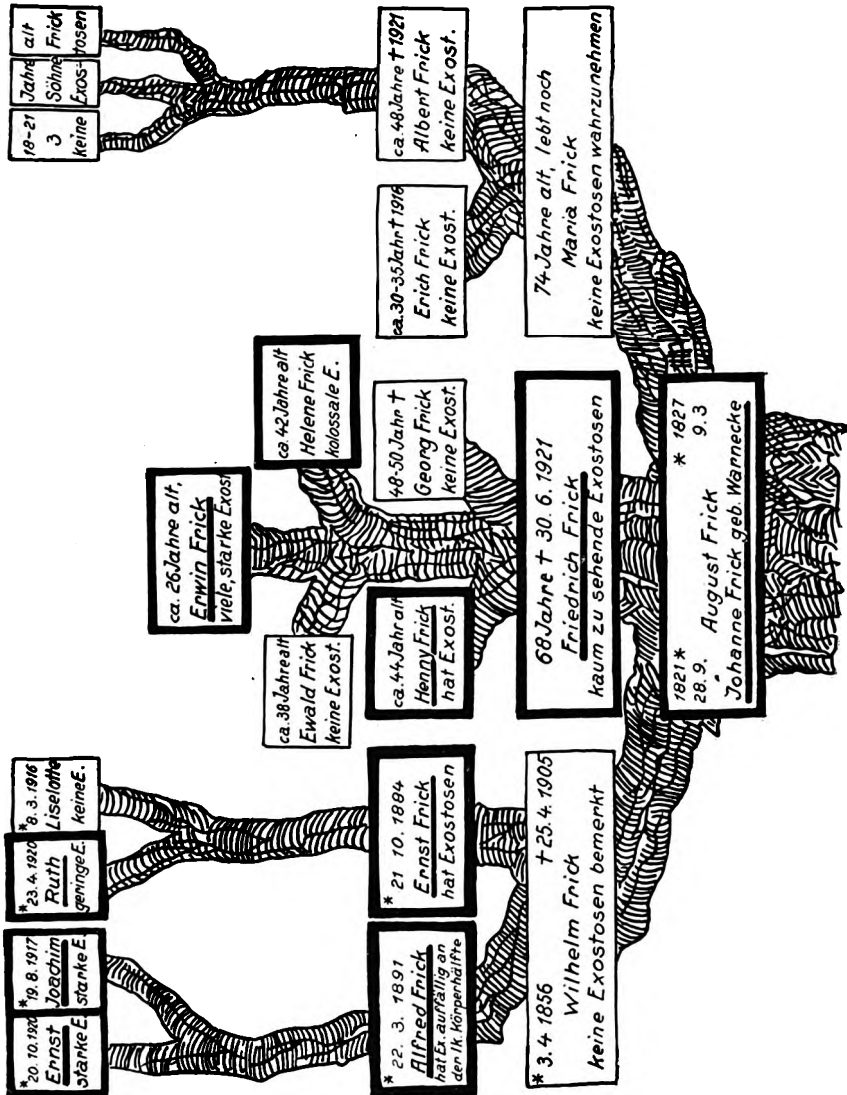 * 20. 10. 1920
Ernst
starke E.
* 19. 8. 1917
Joachim
starke E.
* 23. 4. 1920
Ruth
geringe E.
* 8. 3. 1916
Liselotte
keine E.
18-21 Jahre alt
3 Söhne Frick
keine Exostosen
ca. 26 Jahre alt,
Erwin Frick
viele, starke Exost
ca. 38 Jahre alt
Ewald Frick
keine Exost.
ca. 42 Jahre alt
Helene Frick
kolossale E.
* 22. 3. 1891
Alfred Frick
hat Ex. auffällig an
der lk. Körperhälfte
* 21 10. 1884
Ernst Frick
hat Exostosen
ca. 44 Jahr alt
Henny Frick
hat Exost.
48-50 Jahr †
Georg Frick
keine Exost.
ca. 30-35 Jahr † 1916
Erich Frick
keine Exost.
ca. 48 Jahre † 1921
Albert Frick
keine Exost.
* 3. 4 1856 † 25. 4. 1905
Wilhelm Frick
keine Exostosen bemerkt
68 Jahre † 30. 6. 1921
Friedrich Frick
kaum zu sehende Exostosen
74 Jahre alt, lebt noch
Maria Frick
keine Exostosen wahrzunehmen
1821 * * 1827
28. 9. 9. 3
August Frick
Johanne Frick geb. Warnecke